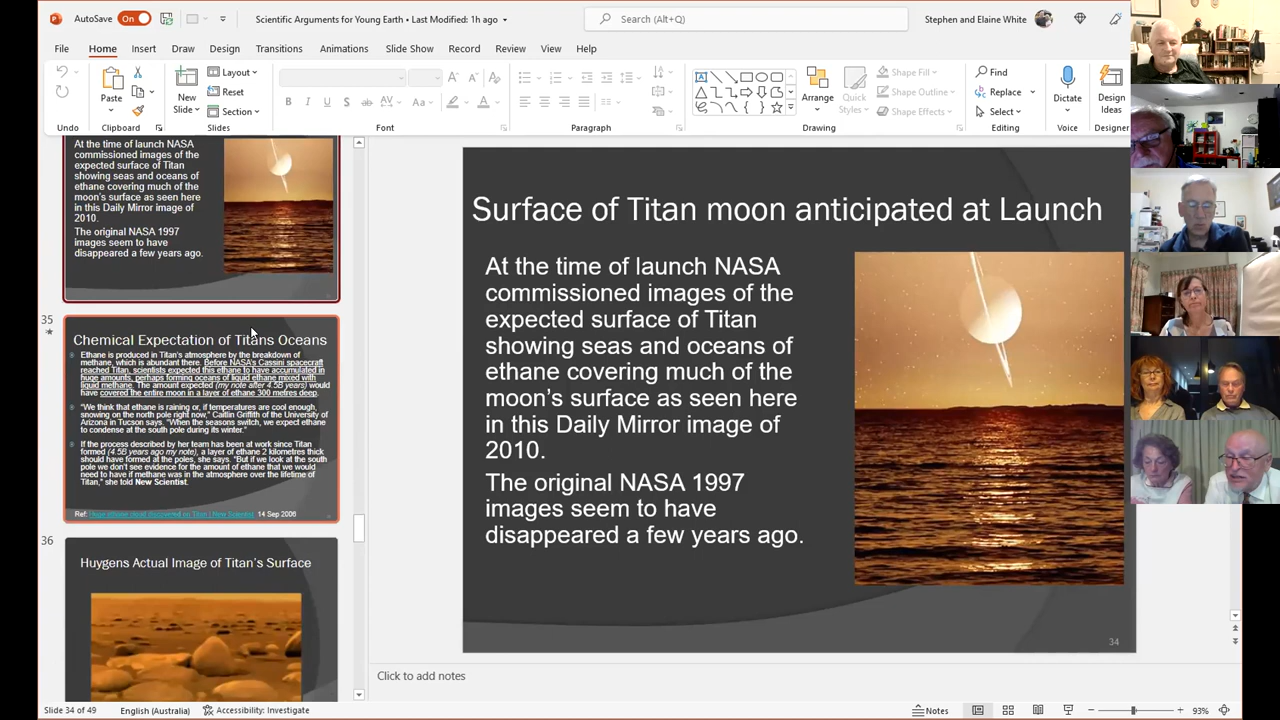 AutoSave
On
Scientific Arguments for Young Earth • Last Modified: 1h ago
Search (Alt+Q)
Stephen and Elaine White
File Home Insert Draw Design Transitions Animations Slide Show Record Review View Help
Paste
New
Slide
Layout
Reset
Section
B I U S ab AV Aa A
Arrange
Quick
Styles
Shape Fill
Shape Outline
Shape Effects
Find
Replace
Select
Dictate
Design
Ideas
Undo Clipboard Slides Font Paragraph Drawing Editing Voice Designer
At the time of launch NASA
commissioned images of the
expected surface of Titan
showing seas and oceans of
ethane covering much of the
moon's surface as seen here
in this Daily Mirror image of
2010.
The original NASA 1997
images seem to have
disappeared a few years ago.
35
Chemical Expectation of Titans Oceans
Ethane is produced in Titan's atmosphere by the breakdown of
methane, which is abundant there. Before NASA's Cassini spacecraft
reached Titan, scientists expected this ethane to have accumulated in
huge amounts, perhaps forming oceans of liquid ethane mixed with
liquid methane. The amount expected (my note after 4.5B years) would
have covered the entire moon in a layer of ethane 300 metres deep.
"We think that ethane is raining or, if temperatures are cool enough,
snowing on the north pole right now," Caitlin Griffith of the University of
Arizona in Tucson says. "When the seasons switch, we expect ethane
to condense at the south pole during its winter."
If the process described by her team has been at work since Titan
formed (4.5B years ago my note), a layer of ethane 2 kilometres thick
should have formed at the poles, she says. "But if we look at the south
pole we don't see evidence for the amount of ethane that we would
need to have if methane was in the atmosphere over the lifetime of
Titan," she told New Scientist.
Ref: Huge ethane cloud discovered on Titan | New Scientist 14 Sep 2006
36
Huygens Actual Image of Titan's Surface
Surface of Titan moon anticipated at Launch
At the time of launch NASA
commissioned images of the
expected surface of Titan
showing seas and oceans of
ethane covering much of the
moon's surface as seen here
in this Daily Mirror image of
2010.
The original NASA 1997
images seem to have
disappeared a few years ago.
34
Click to add notes
Slide 34 of 49 English (Australia) Accessibility: Investigate Notes 93%